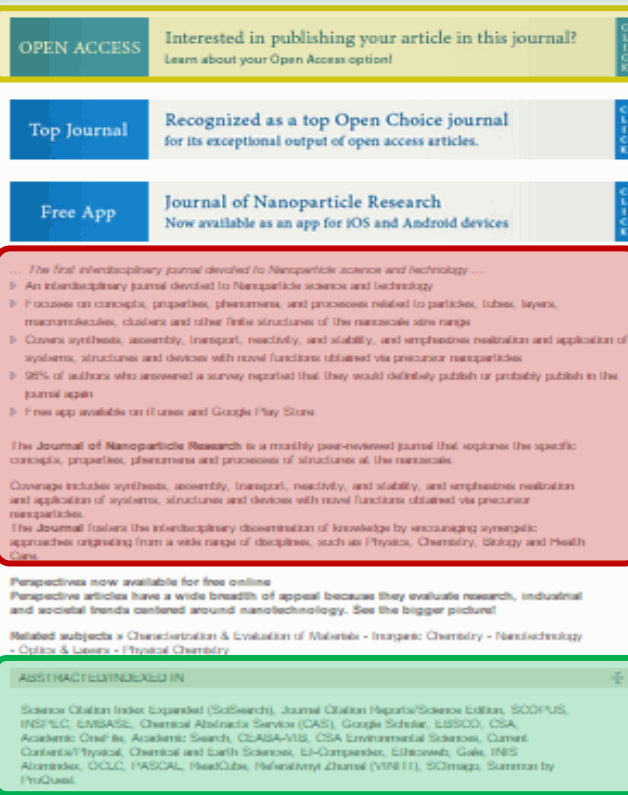 OPEN ACCESS
Interested in publishing your article in this journal?
Learn about your Open Access option!
CLICK
Top Journal
Recognized as a top Open Choice journal
for its exceptional output of open access articles.
CLICK
Free App
Journal of Nanoparticle Research
Now available as an app for iOS and Android devices
CLICK
... The first interdisciplinary journal devoted to Nanoparticle science and technology ...
An interdisciplinary journal devoted to Nanoparticle science and technology
Focuses on concepts, properties, phenomena, and processes related to particles, tubes, layers,
macromolecules, clusters and other finite structures of the nanoscale size range
Covers synthesis, assembly, transport, reactivity, and stability, and emphasizes realization and application of
systems, structures and devices with novel functions obtained via precursor nanoparticles
98% of authors who answered a survey reported that they would definitely publish or probably publish in the
journal again
Free app available on iTunes and Google Play Store
The Journal of Nanoparticle Research is a monthly peer-reviewed journal that explores the specific
concepts, properties, phenomena and processes of structures at the nanoscale.
Coverage includes synthesis, assembly, transport, reactivity, and stability, and emphasizes realization
and application of systems, structures and devices with novel functions obtained via precursor
nanoparticles.
The Journal fosters the interdisciplinary dissemination of knowledge by encouraging synergetic
approaches originating from a wide range of disciplines, such as Physics, Chemistry, Biology and Health
Care.
Perspectives now available for free online
Perspective articles have a wide breadth of appeal because they evaluate research, industrial
and societal trends centered around nanotechnology. See the bigger picture!
Related subjects » Characterization & Evaluation of Materials - Inorganic Chemistry - Nanotechnology
- Optics & Lasers - Physical Chemistry
ABSTRACTED/INDEXED IN
Science Citation Index Expanded (SciSearch), Journal Citation Reports/Science Edition, SCOPUS,
INSPEC, EMBASE, Chemical Abstracts Service (CAS), Google Scholar, EBSCO, CSA,
Academic OneFile, Academic Search, CEABA-VtB, CSA Environmental Sciences, Current
Contents/Physical, Chemical and Earth Sciences, EI-Compendex, EIhicsweb, Gale, INIS
Atomindex, OCLC, PASCAL, ReadCube, Referativnyi Zhurnal (VINITI), SCImago, Summon by
ProQuest